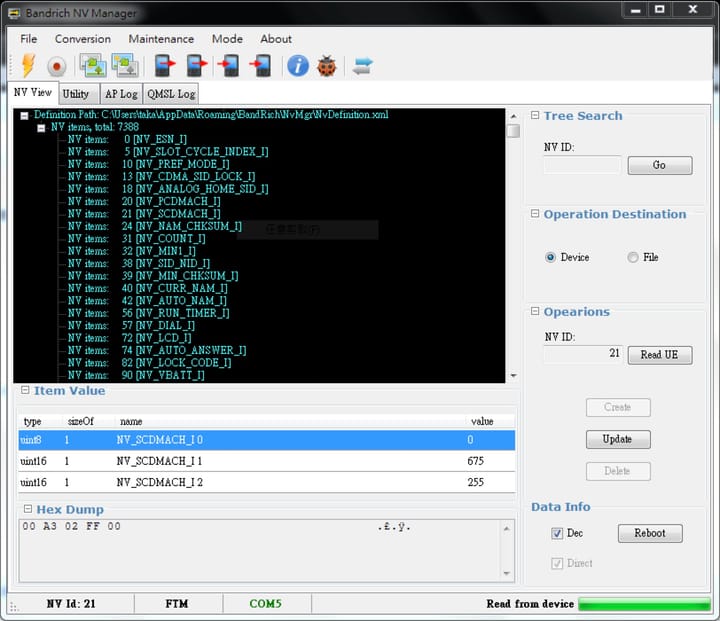 Bandrich NV Manager
File Conversion Maintenance Mode About
NV View Utility AP Log QMSL Log
Definition Path: C:\Users\taka\AppData\Roaming\BandRich\NvMgr\NvDefinition.xml
NV items, total: 7388
NV items: 0 [NV_ESN_I]
NV items: 5 [NV_SLOT_CYCLE_INDEX_I]
NV items: 10 [NV_PREF_MODE_I]
NV items: 13 [NV_CDMA_SID_LOCK_I]
NV items: 18 [NV_ANALOG_HOME_SID_I]
NV items: 20 [NV_PCDMACH_I]
NV items: 21 [NV_SCDMACH_I]
NV items: 24 [NV_NAM_CHKSUM_I]
NV items: 31 [NV_COUNT_I]
NV items: 32 [NV_MIN1_I]
NV items: 38 [NV_SID_NID_I]
NV items: 39 [NV_MIN_CHKSUM_I]
NV items: 40 [NV_CURR_NAM_I]
NV items: 42 [NV_AUTO_NAM_I]
NV items: 56 [NV_RUN_TIMER_I]
NV items: 57 [NV_DIAL_I]
NV items: 72 [NV_LCD_I]
NV items: 74 [NV_AUTO_ANSWER_I]
NV items: 82 [NV_LOCK_CODE_I]
NV items: 90 [NV_VBATT_I]
Item Value
type sizeOf name value
uint8 1 NV_SCDMACH_I 0 0
uint16 1 NV_SCDMACH_I 1 675
uint16 1 NV_SCDMACH_I 2 255
Hex Dump
00 A3 02 FF 00 .£.ÿ.
Tree Search
NV ID:
Go
Operation Destination
Device File
Opearions
NV ID:
21 Read UE
Create
Update
Delete
Data Info
Dec Reboot
Direct
NV Id: 21 FTM COM5 Read from device